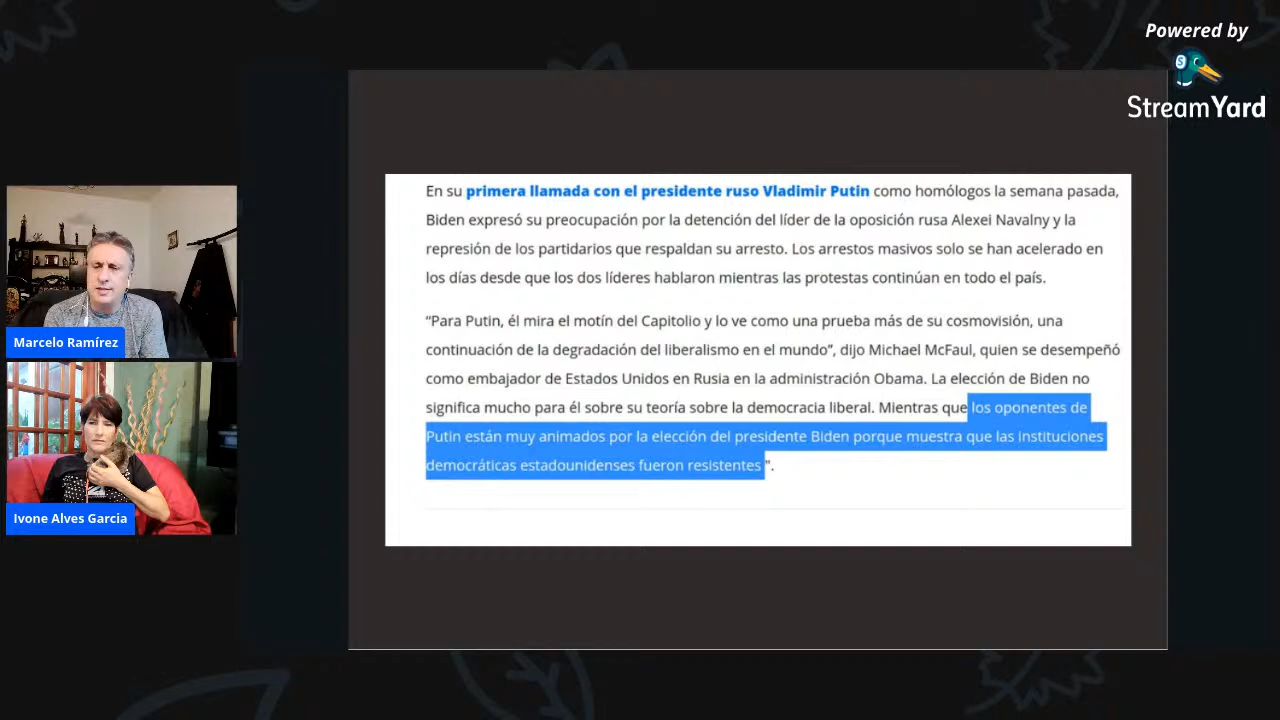 Powered by
StreamYard
En su primera llamada con el presidente ruso Vladimir Putin como homólogos la semana pasada,
Biden expresó su preocupación por la detención del líder de la oposición rusa Alexei Navalny y la
represión de los partidarios que respaldan su arresto. Los arrestos masivos solo se han acelerado en
los días desde que los dos líderes hablaron mientras las protestas continúan en todo el país.
“Para Putin, él mira el motín del Capitolio y lo ve como una prueba más de su cosmovisión, una
continuación de la degradación del liberalismo en el mundo”, dijo Michael McFaul, quien se desempeñó
como embajador de Estados Unidos en Rusia en la administración Obama. La elección de Biden no
significa mucho para él sobre su teoría sobre la democracia liberal. Mientras que los oponentes de
Putin están muy animados por la elección del presidente Biden porque muestra que las instituciones
democráticas estadounidenses fueron resistentes ".
Marcelo Ramírez
Ivone Alves Garcia